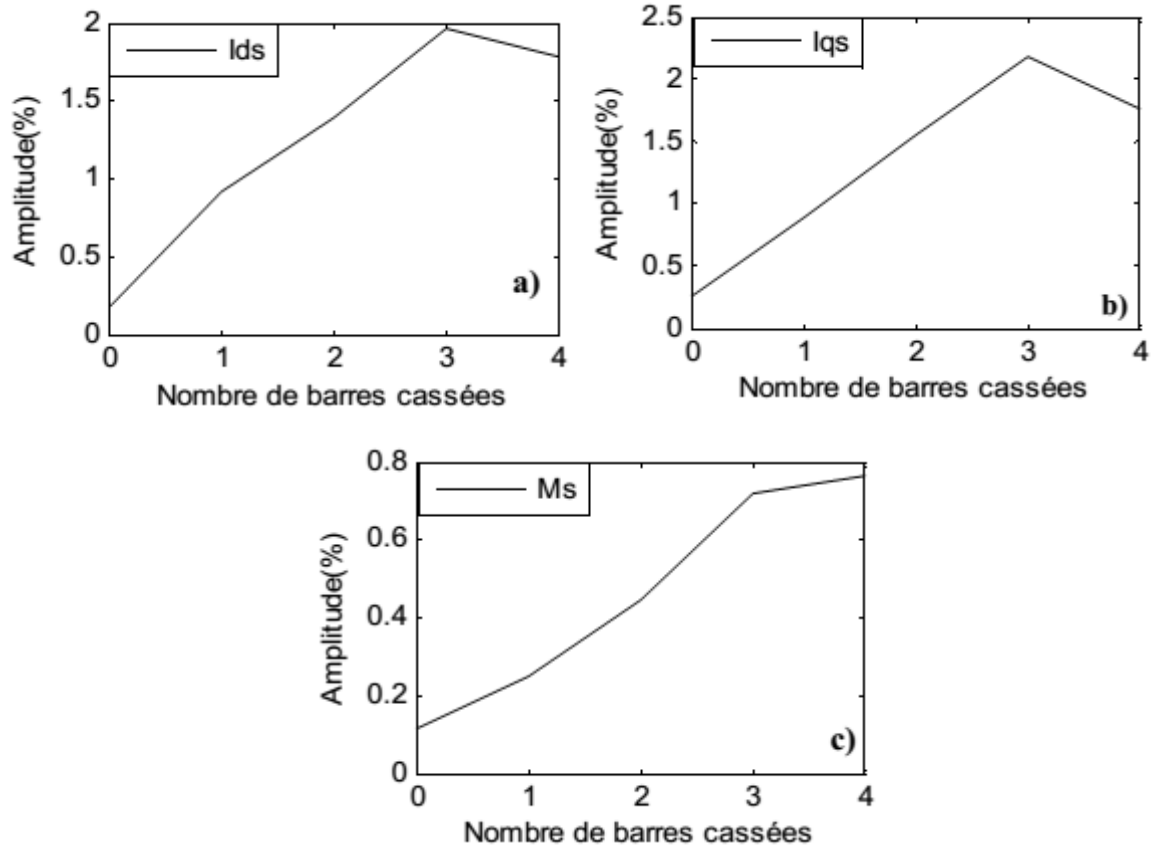 Ids
Amplitude(%)
2
1.5
1
0.5
0
0 1 2 3 4
a)
Nombre de barres cassées
Iqs
Amplitude(%)
2.5
2
1.5
1
0.5
0
0 1 2 3 4
b)
Nombre de barres cassées
Ms
Amplitude(%)
0.8
0.6
0.4
0.2
0
0 1 2 3 4
c)
Nombre de barres cassées